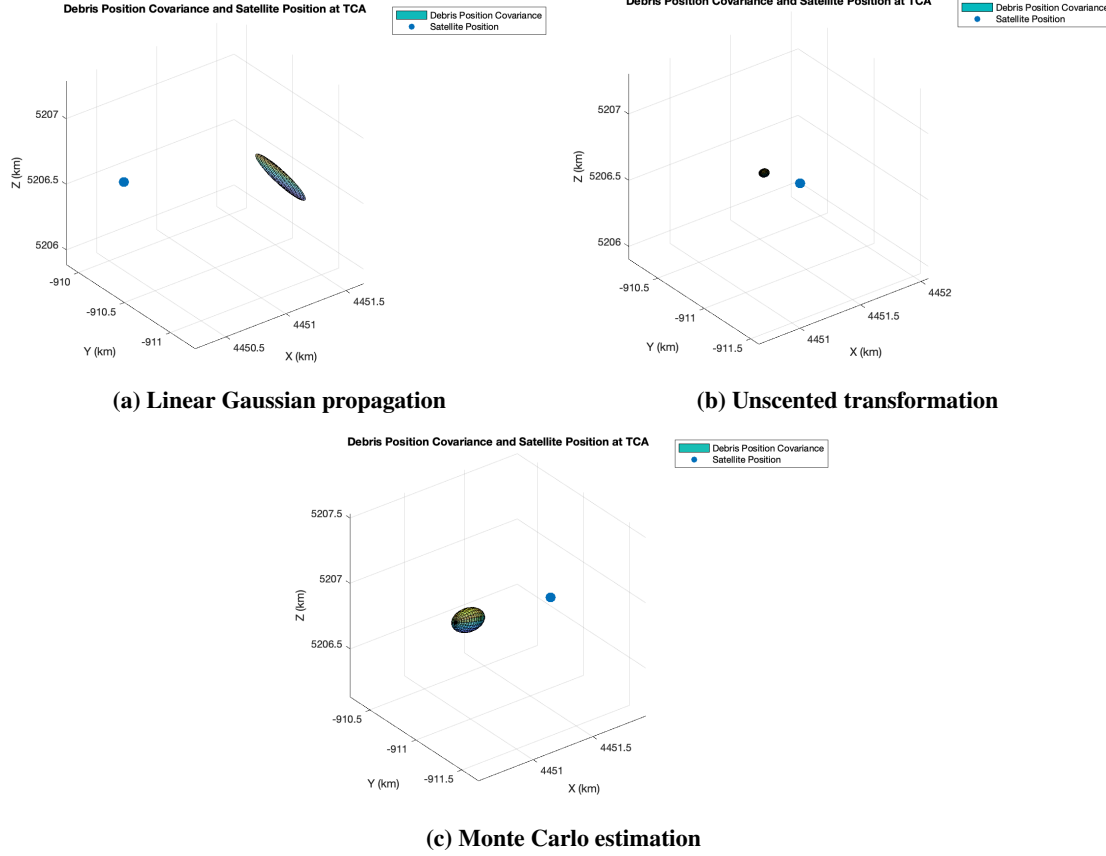 Debris Position Covariance and Satellite Position at TCA
Debris Position Covariance
Satellite Position
5207
5206.5
5206
Z (km)
-910
-910.5
-911
Y (km)
4450.5
4451
4451.5
X (km)
(a) Linear Gaussian propagation
Debris Position Covariance and Satellite Position at TCA
Debris Position Covariance
Satellite Position
5207
5206.5
5206
Z (km)
-910.5
-911
-911.5
Y (km)
4451
4451.5
4452
X (km)
(b) Unscented transformation
Debris Position Covariance and Satellite Position at TCA
Debris Position Covariance
Satellite Position
5207.5
5207
5206.5
Z (km)
-910.5
-911
-911.5
Y (km)
4451
4451.5
X (km)
(c) Monte Carlo estimation